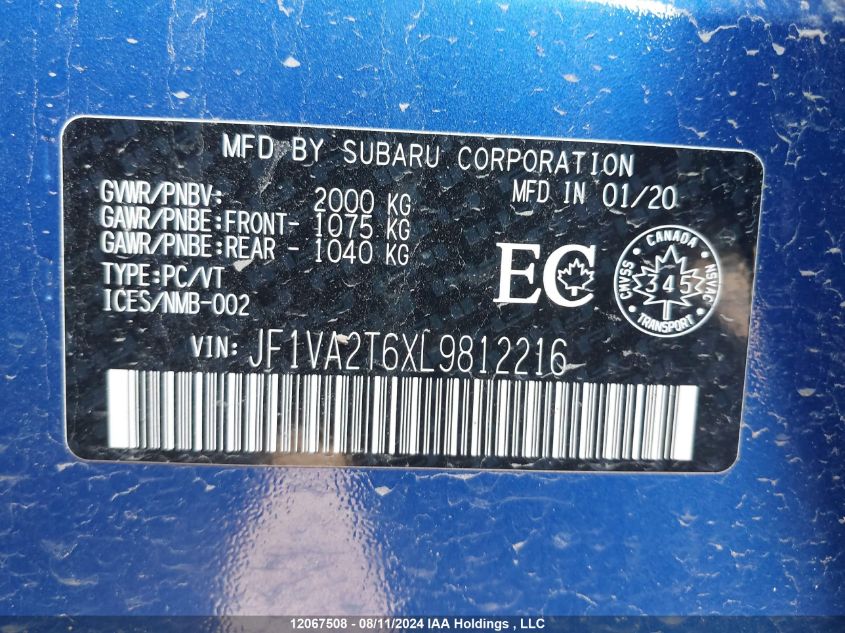 MFD BY SUBARU CORPORATION
GVWR/PNBV: 2000 KG MFD IN 01/20
GAWR/PNBE:FRONT- 1075 KG
GAWR/PNBE:REAR - 1040 KG
TYPE:PC/VT
ICES/NMB-002
EC
CANADA
CMVSS 345 NSVAC
TRANSPORT
VIN: JF1VA2T6XL9812216
12067508 - 08/11/2024 IAA Holdings , LLC